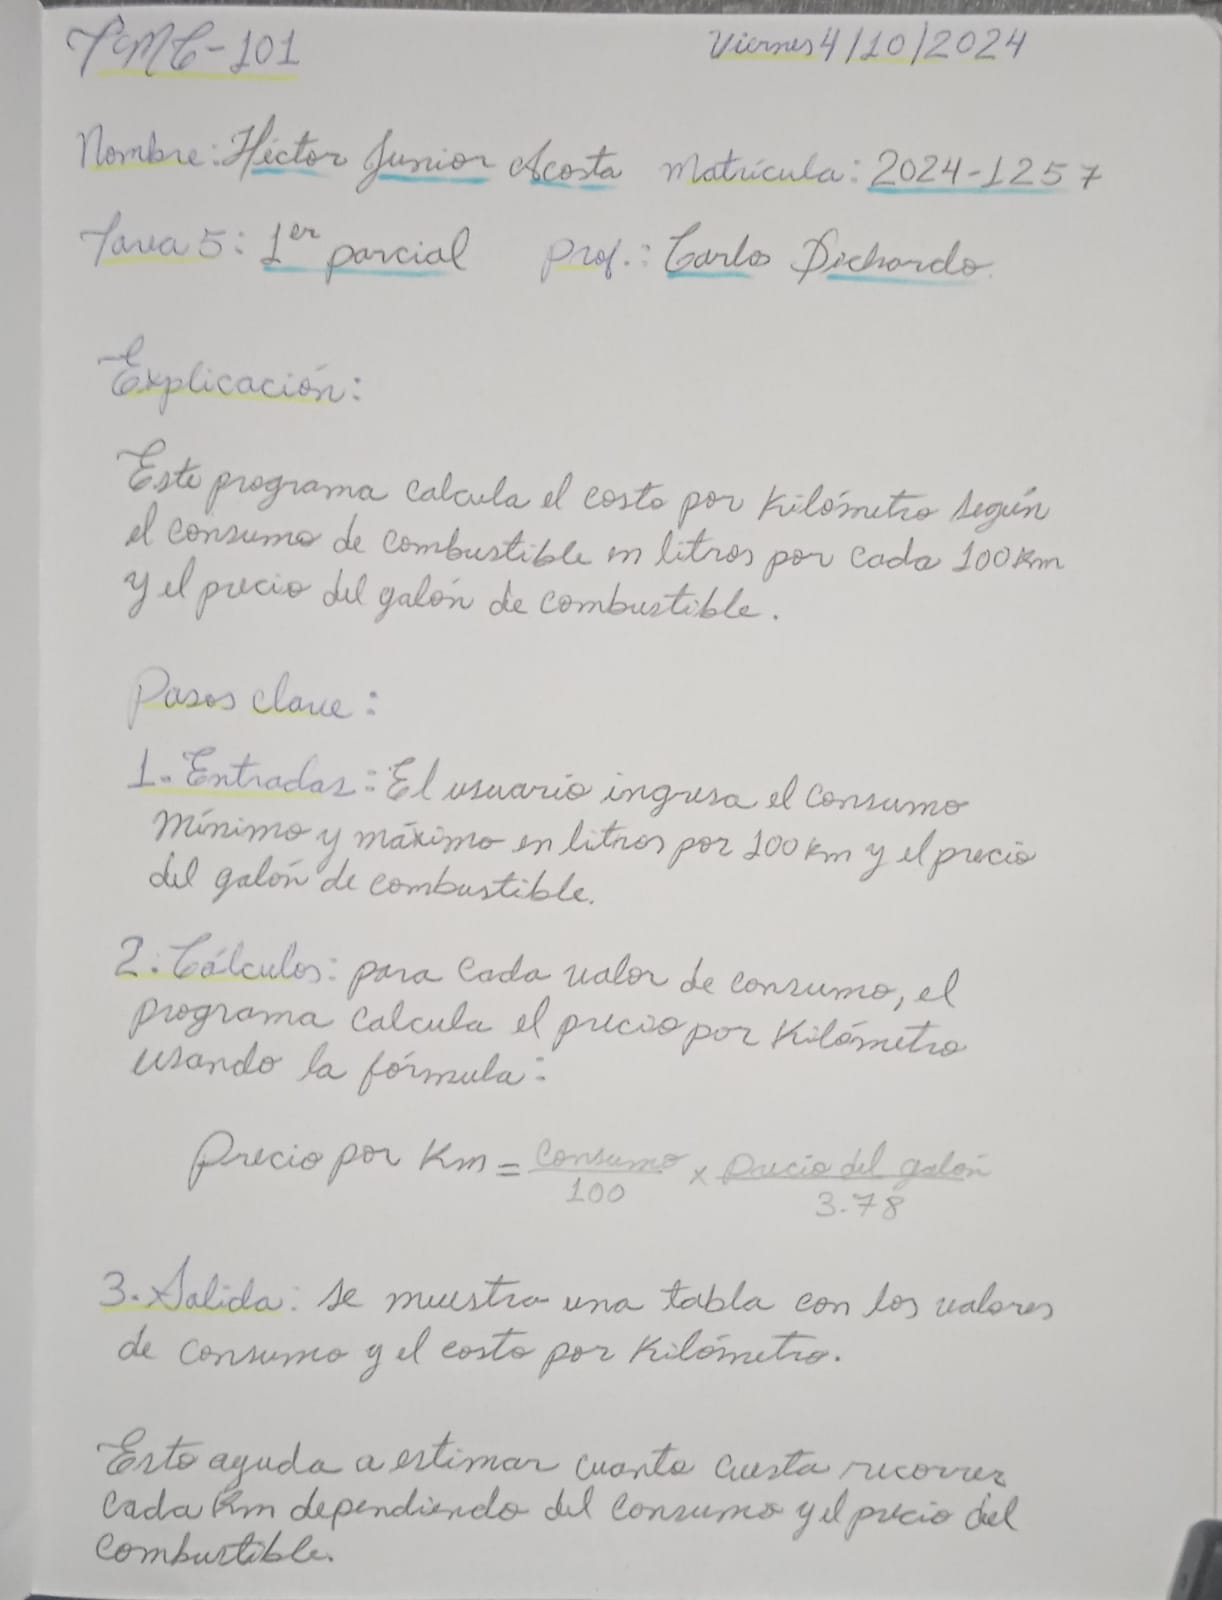 TMC-101 Viernes 4/10/2024
Nombre: Héctor Junior Acosta Matrícula: 2024-1257
Tarea 5: 1er parcial Prof.: Carlos Pichardo
Explicación:
Este programa calcula el costo por Kilómetro según
el consumo de combustible en litros por cada 100 Km
y el precio del galón de combustible.
Pasos clave:
1. Entradas: El usuario ingresa el consumo
mínimo y máximo en litros por 100 km y el precio
del galón de combustible.
2. Cálculos: para cada valor de consumo, el
programa calcula el precio por Kilómetro
usando la fórmula:
Precio por Km = Consumo/100 x Precio del galón/3.78
3. Salida: se muestra una tabla con los valores
de consumo y el costo por Kilómetro.
Esto ayuda a estimar cuanto cuesta recorrer
cada Km dependiendo del consumo y el precio del
combustible.